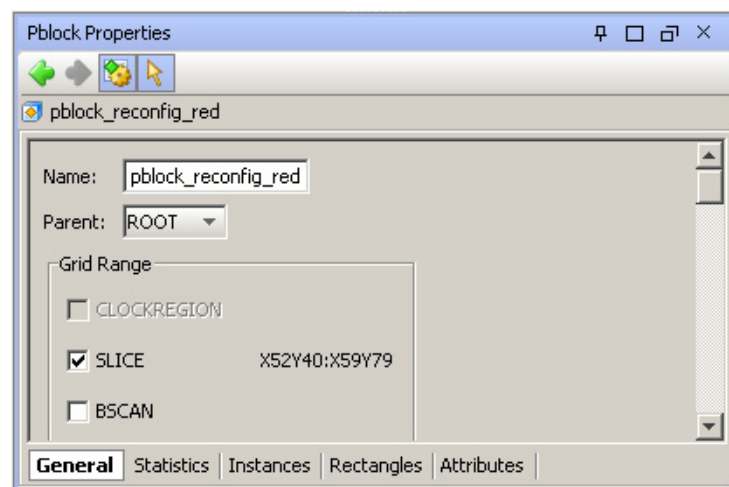 Pblock Properties
pblock_reconfig_red
Name: pblock_reconfig_red
Parent: ROOT
Grid Range
CLOCKREGION
SLICE X52Y40:X59Y79
BSCAN
General Statistics Instances Rectangles Attributes